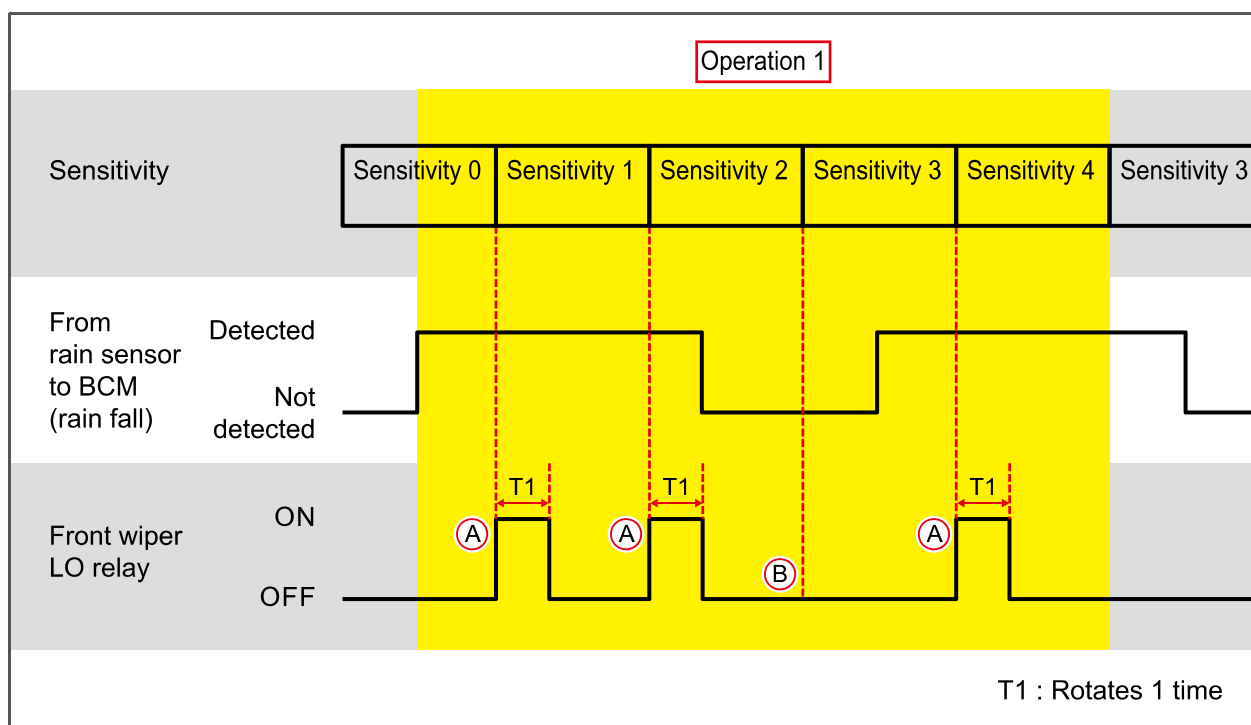 Operation 1
Sensitivity
Sensitivity 0
Sensitivity 1
Sensitivity 2
Sensitivity 3
Sensitivity 4
Sensitivity 3
From
rain sensor
to BCM
(rain fall)
Detected
Not
detected
Front wiper
LO relay
ON
OFF
T1
T1
T1
A
A
B
A
T1 : Rotates 1 time